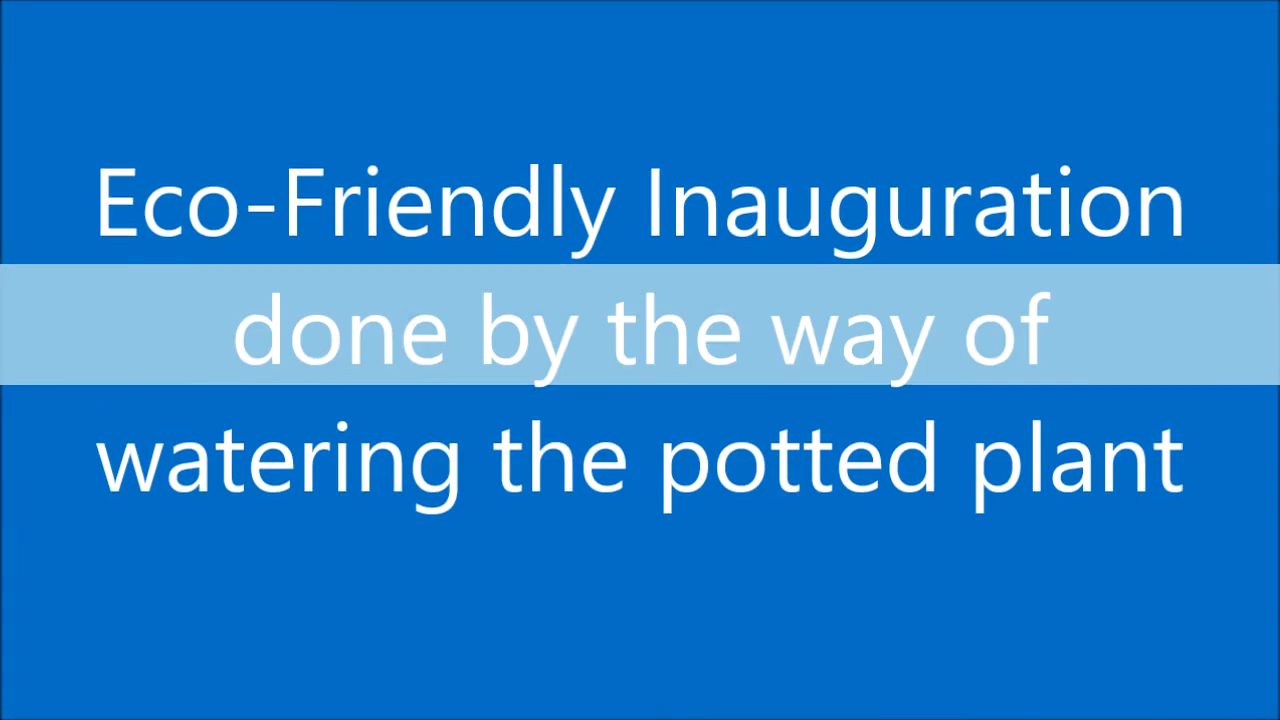 Eco-Friendly Inauguration
done by the way of
watering the potted plant